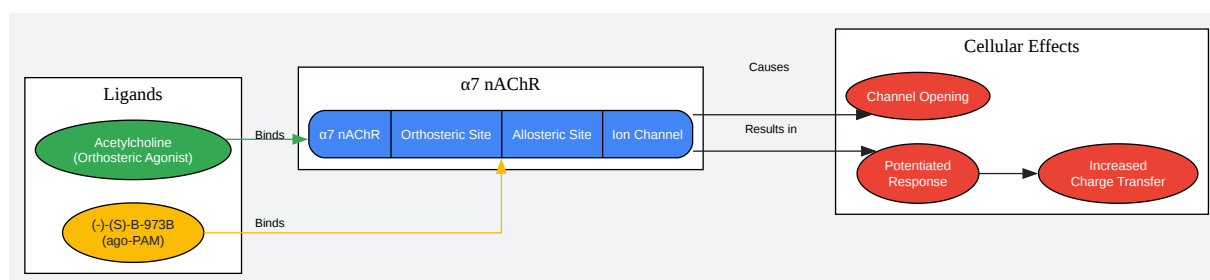 Ligands
Acetylcholine
(Orthosteric Agonist)
(-)-(S)-B-973B
(ago-PAM)
Binds
Binds
α7 nAChR
α7 nAChR
Orthosteric Site
Allosteric Site
Ion Channel
Causes
Results in
Cellular Effects
Channel Opening
Potentiated
Response
Increased
Charge Transfer